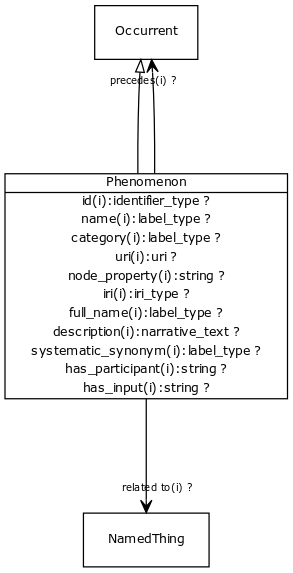 Occurrent
precedes(i) ?
Phenomenon
id(i):identifier_type ?
name(i):label_type ?
category(i):label_type ?
uri(i):uri ?
node_property(i):string ?
iri(i):iri_type ?
full_name(i):label_type ?
description(i):narrative_text ?
systematic_synonym(i):label_type ?
has_participant(i):string ?
has_input(i):string ?
related to(i) ?
NamedThing